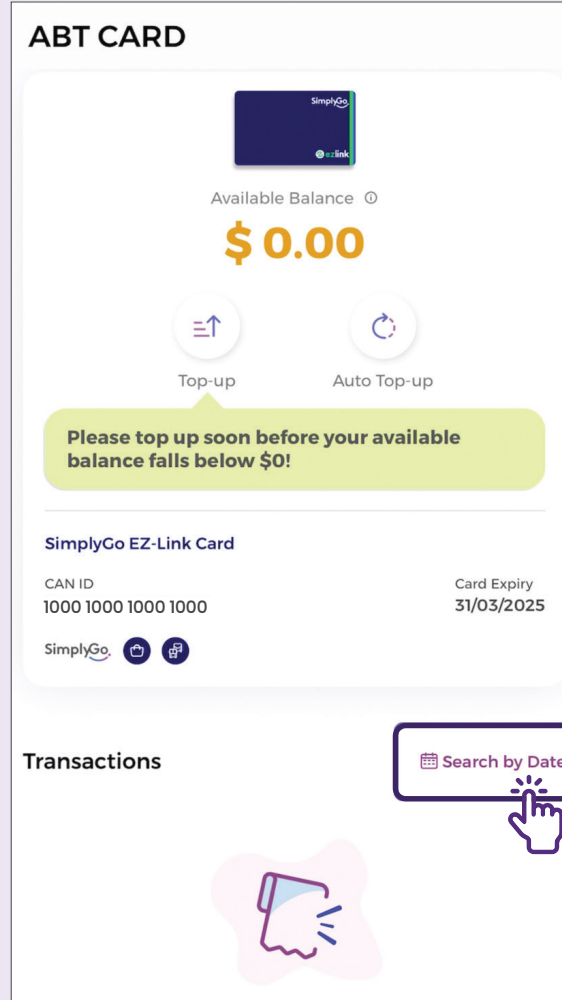 ABT CARD
SimplyGo
ezlink
Available Balance
$ 0.00
Top-up Auto Top-up
Please top up soon before your available
balance falls below $0!
SimplyGo EZ-Link Card
CAN ID Card Expiry
1000 1000 1000 1000 31/03/2025
SimplyGo
Transactions Search by Date